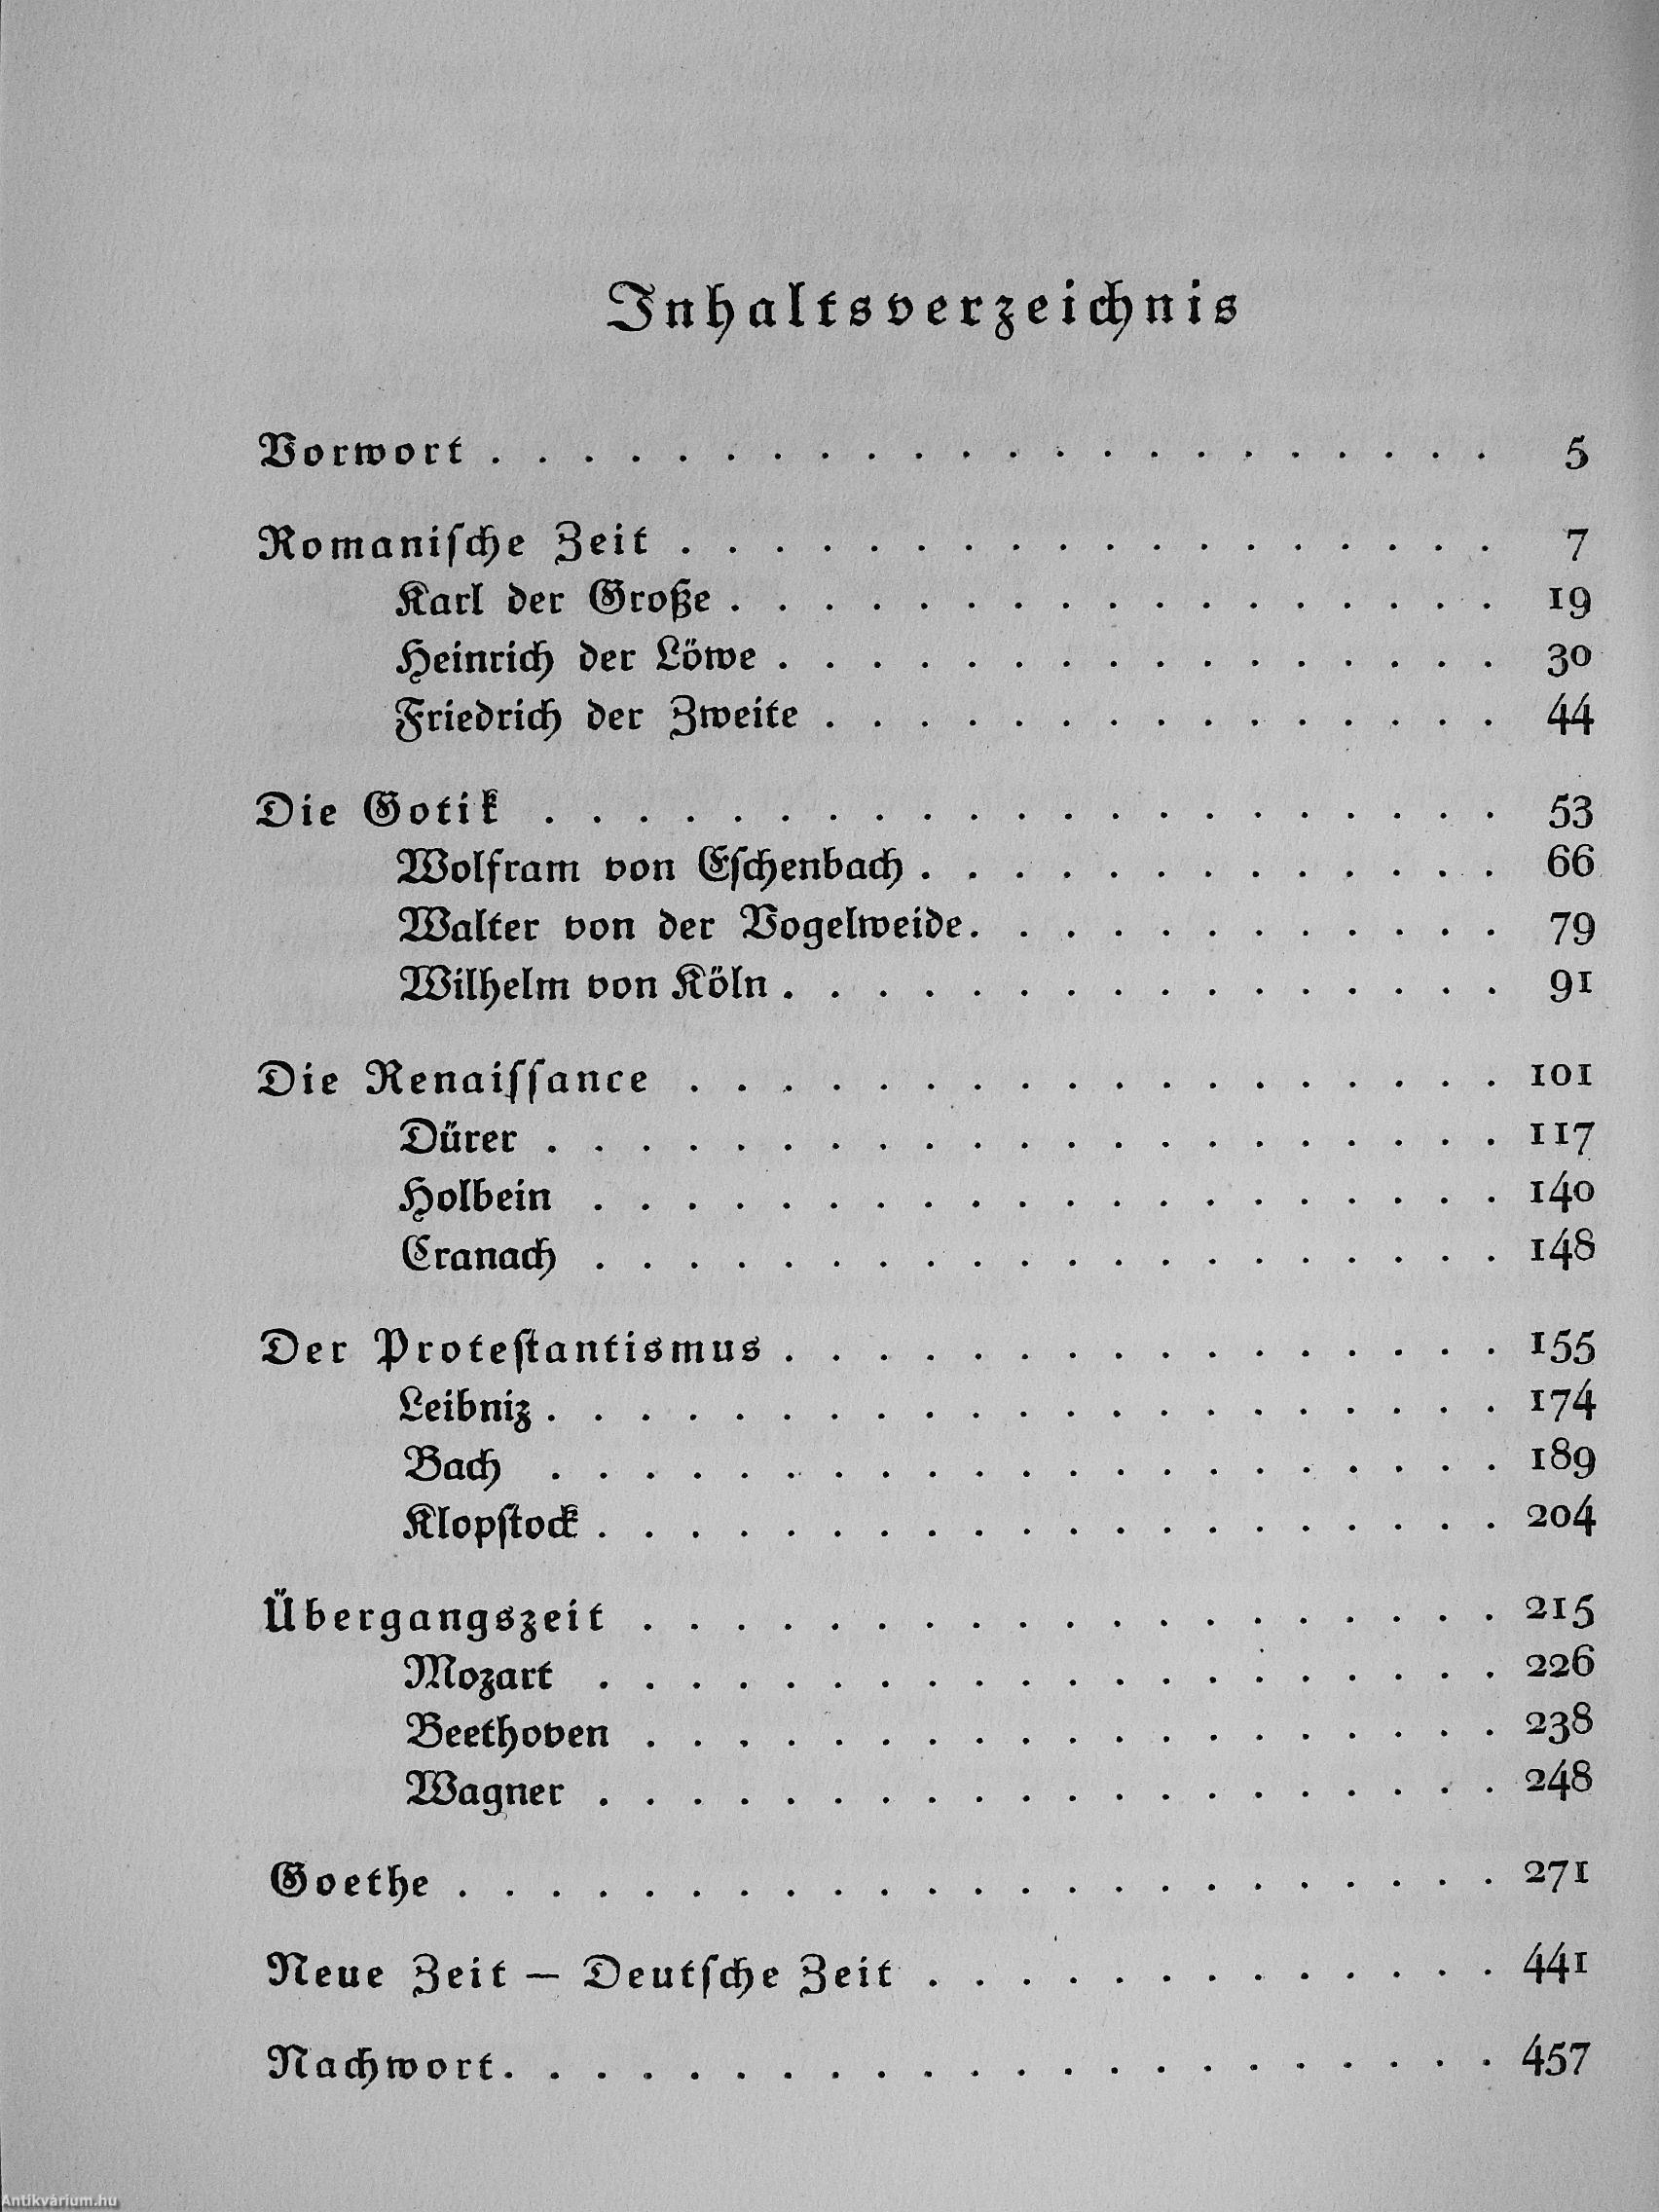 Inhaltsverzeichnis
Vorwort . . . . . . . . . . . . . . . . . . . . . . 5
Romaniſche Zeit . . . . . . . . . . . . . . . . . . 7
Karl der Große . . . . . . . . . . . . . . . . . 19
Heinrich der Löwe . . . . . . . . . . . . . . . . 30
Friedrich der Zweite . . . . . . . . . . . . . . . 44
Die Gotik . . . . . . . . . . . . . . . . . . . . . 53
Wolfram von Eſchenbach . . . . . . . . . . . . . 66
Walter von der Vogelweide . . . . . . . . . . . . 79
Wilhelm von Köln . . . . . . . . . . . . . . . . 91
Die Renaiſſance . . . . . . . . . . . . . . . . . . 101
Dürer . . . . . . . . . . . . . . . . . . . . . 117
Holbein . . . . . . . . . . . . . . . . . . . . 140
Cranach . . . . . . . . . . . . . . . . . . . . 148
Der Proteſtantismus . . . . . . . . . . . . . . . . 155
Leibniz . . . . . . . . . . . . . . . . . . . . . 174
Bach . . . . . . . . . . . . . . . . . . . . . 189
Klopſtock . . . . . . . . . . . . . . . . . . . . 204
Übergangszeit . . . . . . . . . . . . . . . . . . . 215
Mozart . . . . . . . . . . . . . . . . . . . . 226
Beethoven . . . . . . . . . . . . . . . . . . . 238
Wagner . . . . . . . . . . . . . . . . . . . . 248
Goethe . . . . . . . . . . . . . . . . . . . . . . . 271
Neue Zeit — Deutſche Zeit . . . . . . . . . . . . . 441
Nachwort . . . . . . . . . . . . . . . . . . . . . . 457
Antikvárium.hu